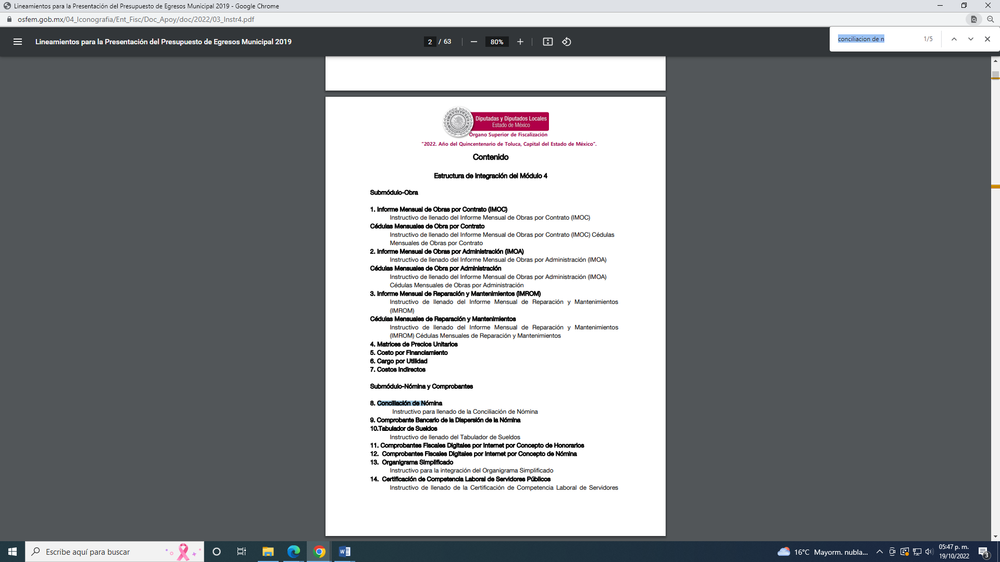 Lineamientos para la Presentación del Presupuesto de Egresos Municipal 2019 - Google Chrome
osfem.gob.mx/04_Iconografia/Ent_Fisc/Doc_Apoy/doc/2022/03_Instr4.pdf
Lineamientos para la Presentación del Presupuesto de Egresos Municipal 2019
2 / 63
80%
conciliacion de n
1/5
Diputadas y Diputados Locales
Estado de México
Órgano Superior de Fiscalización
"2022. Año del Quincentenario de Toluca, Capital del Estado de México".
Contenido
Estructura de Integración del Módulo 4
Submódulo-Obra
1. Informe Mensual de Obras por Contrato (IMOC)
Instructivo de llenado del Informe Mensual de Obras por Contrato (IMOC)
Cédulas Mensuales de Obra por Contrato
Instructivo de llenado del Informe Mensual de Obras por Contrato (IMOC) Cédulas
Mensuales de Obras por Contrato
2. Informe Mensual de Obras por Administración (IMOA)
Instructivo de llenado del Informe Mensual de Obras por Administración (IMOA)
Cédulas Mensuales de Obra por Administración
Instructivo de llenado del Informe Mensual de Obras por Administración (IMOA)
Cédulas Mensuales de Obras por Administración
3. Informe Mensual de Reparación y Mantenimientos (IMROM)
Instructivo de llenado del Informe Mensual de Reparación y Mantenimientos
(IMROM)
Cédulas Mensuales de Reparación y Mantenimientos
Instructivo de llenado del Informe Mensual de Reparación y Mantenimientos
(IMROM) Cédulas Mensuales de Reparación y Mantenimientos
4. Matrices de Precios Unitarios
5. Costo por Financiamiento
6. Cargo por Utilidad
7. Costos Indirectos
Submódulo-Nómina y Comprobantes
8. Conciliación de Nómina
Instructivo para llenado de la Conciliación de Nómina
9. Comprobante Bancario de la Dispersión de la Nómina
10.Tabulador de Sueldos
Instructivo de llenado del Tabulador de Sueldos
11. Comprobantes Fiscales Digitales por Internet por Concepto de Honorarios
12. Comprobantes Fiscales Digitales por Internet por Concepto de Nómina
13. Organigrama Simplificado
Instructivo para la integración del Organigrama Simplificado
14. Certificación de Competencia Laboral de Servidores Públicos
Instructivo de llenado de la Certificación de Competencia Laboral de Servidores
Escribe aquí para buscar
16°C Mayorm. nubla...
05:47 p. m.
19/10/2022
3